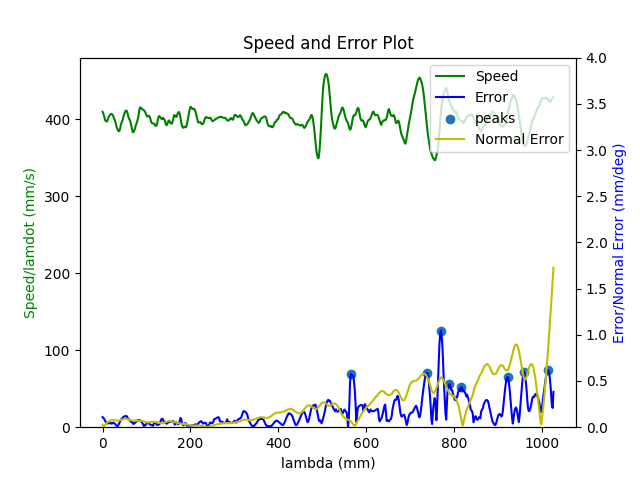 Speed and Error Plot
Speed
Error
peaks
Normal Error
Speed/lamdot (mm/s)
400
300
200
100
0
4.0
3.5
3.0
2.5
2.0
1.5
1.0
0.5
0.0
Error/Normal Error (mm/deg)
0 200 400 600 800 1000
lambda (mm)